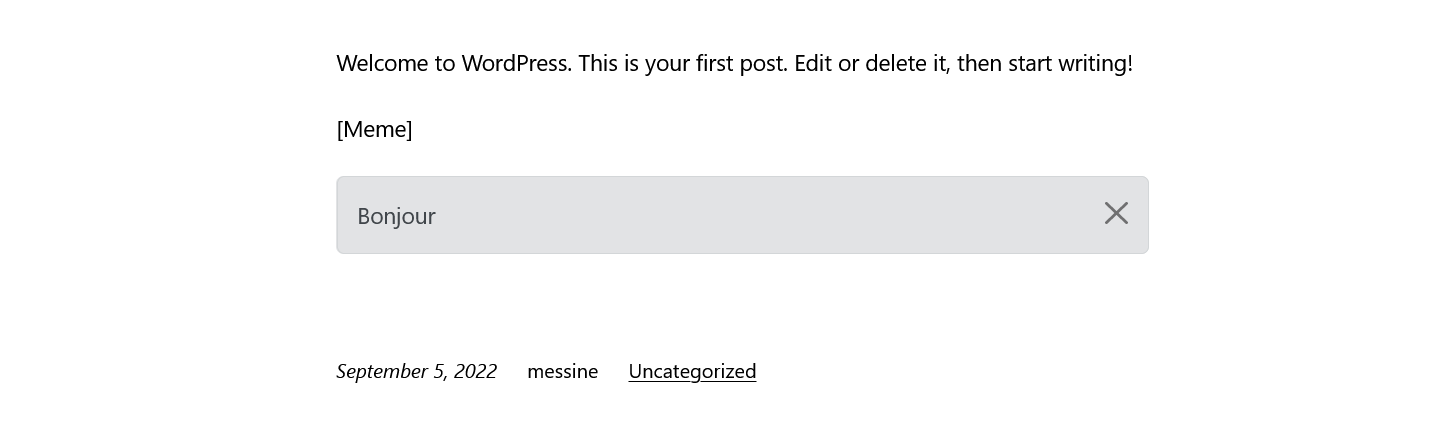 Welcome to WordPress. This is your first post. Edit or delete it, then start writing!
[Meme]
Bonjour
September 5, 2022 messine Uncategorized